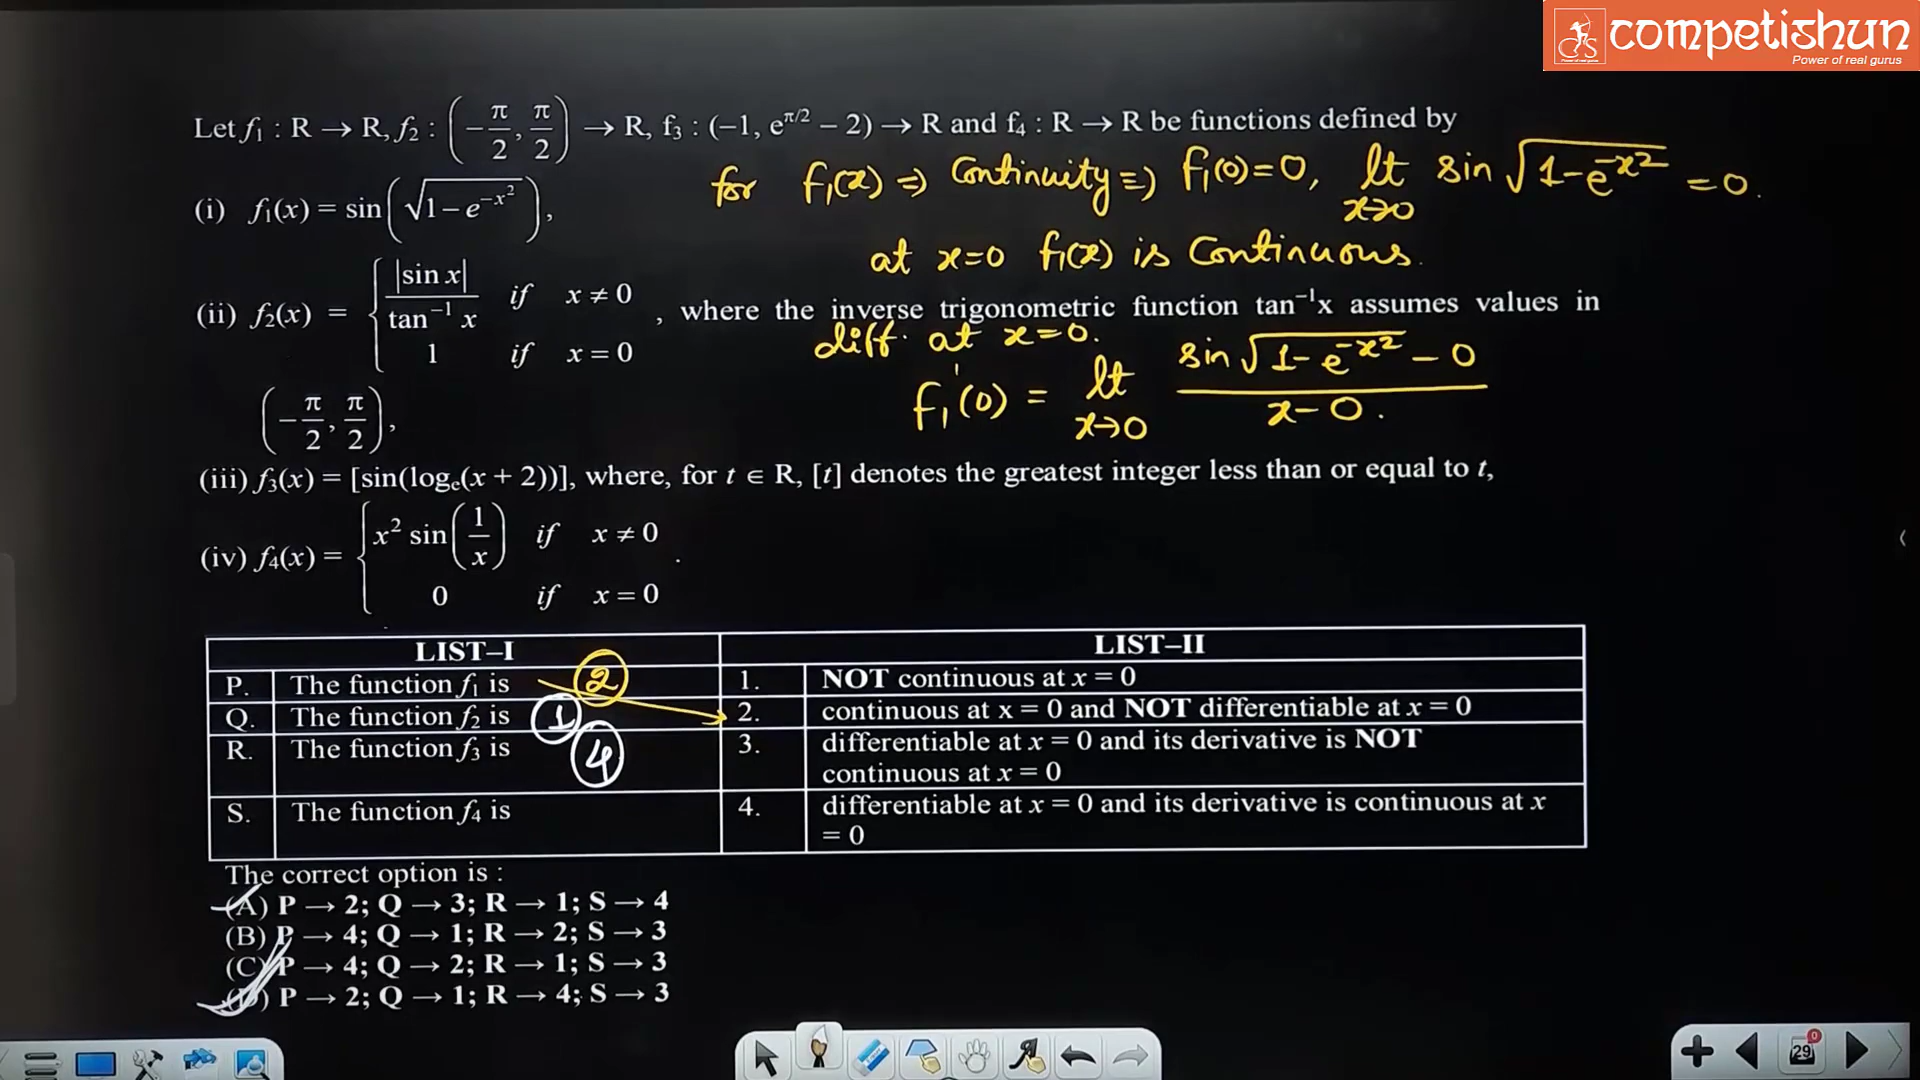 competishun
Power of real gurus
Let f₁ : R → R, f₂ : (−π/2, π/2) → R, f₃ : (−1, e^(π/2) − 2) → R and f₄ : R → R be functions defined by
for f₁(x) ⇒ Continuity ⇒ f₁(0)=0, lt x→0 sin √(1−e^(−x²)) = 0.
(i) f₁(x) = sin(√(1−e^(−x²))),
at x=0 f₁(x) is Continuous.
(ii) f₂(x) = { |sin x| / tan⁻¹ x if x ≠ 0
1 if x = 0 , where the inverse trigonometric function tan⁻¹x assumes values in
diff. at x=0.
f₁'(0) = lt x→0 (sin √(1−e^(−x²)) − 0) / (x−0).
(−π/2, π/2),
(iii) f₃(x) = [sin(logₑ(x + 2))], where, for t ∈ R, [t] denotes the greatest integer less than or equal to t,
(iv) f₄(x) = { x² sin(1/x) if x ≠ 0
0 if x = 0 .
LIST–I LIST–II
P. The function f₁ is 2 1. NOT continuous at x = 0
Q. The function f₂ is 1 2. continuous at x = 0 and NOT differentiable at x = 0
R. The function f₃ is 4 3. differentiable at x = 0 and its derivative is NOT
continuous at x = 0
S. The function f₄ is 4. differentiable at x = 0 and its derivative is continuous at x
= 0
The correct option is :
(A) P → 2; Q → 3; R → 1; S → 4
(B) P → 4; Q → 1; R → 2; S → 3
(C) P → 4; Q → 2; R → 1; S → 3
(D) P → 2; Q → 1; R → 4; S → 3
29
0